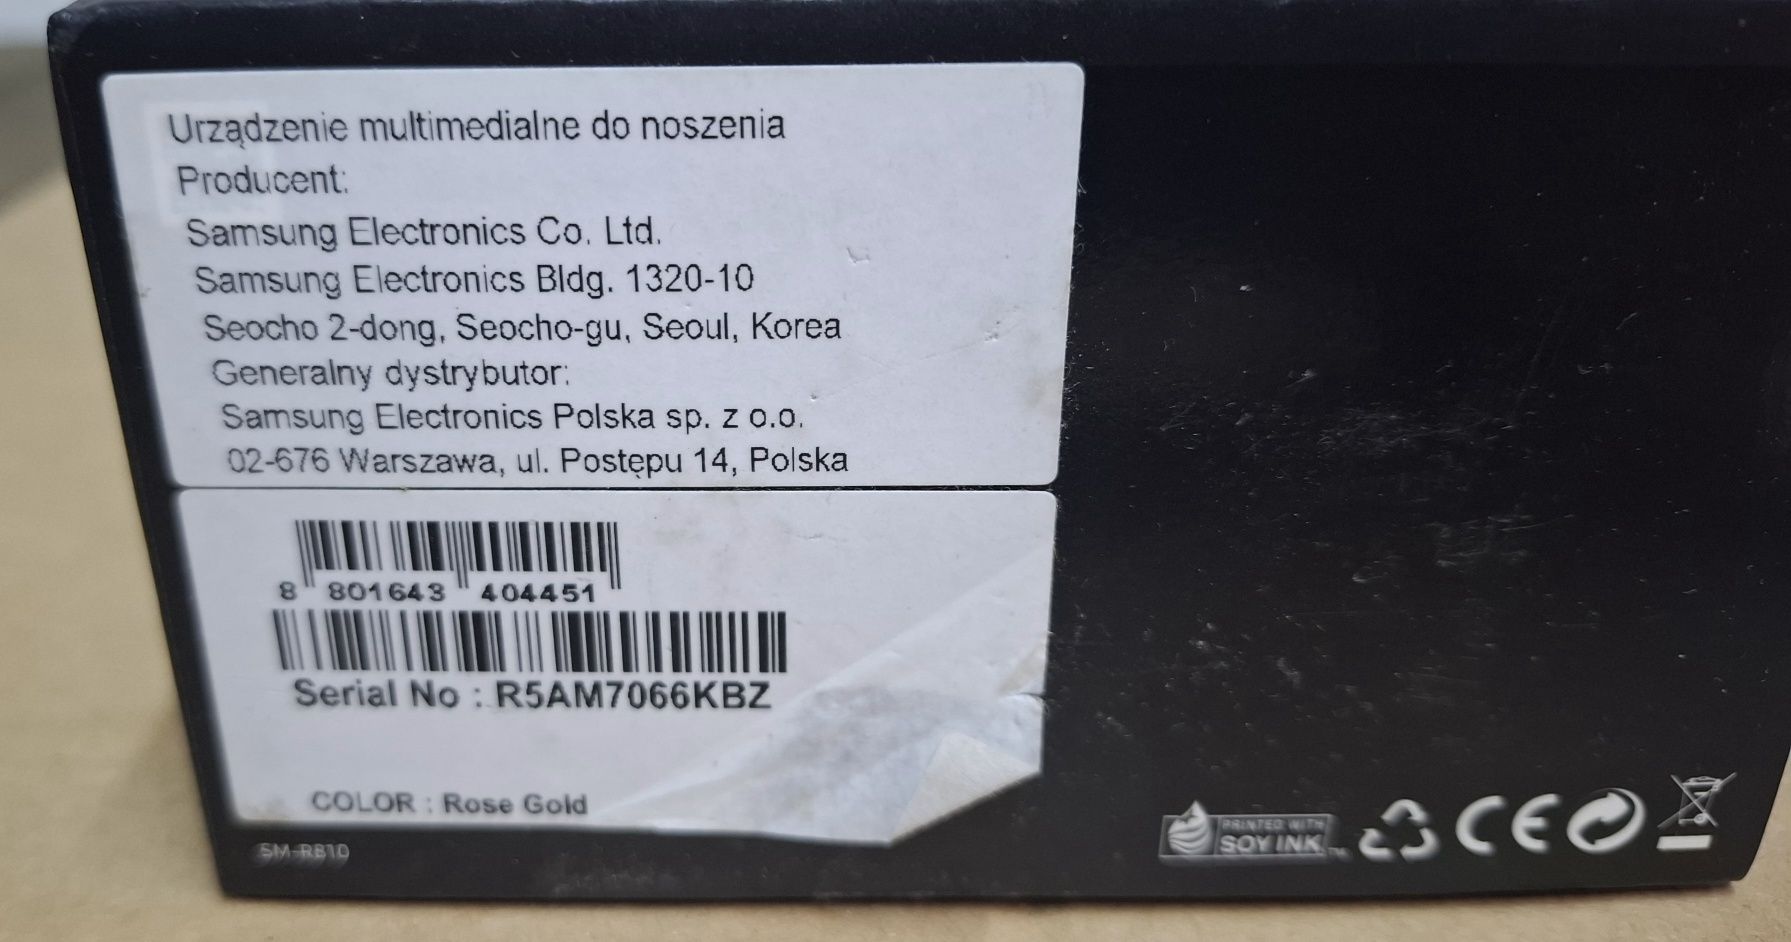 Urządzenie multimedialne do noszenia
Producent:
Samsung Electronics Co. Ltd.
Samsung Electronics Bldg. 1320-10
Seocho 2-dong, Seocho-gu, Seoul, Korea
Generalny dystrybutor:
Samsung Electronics Polska sp. z o.o.
02-676 Warszawa, ul. Postępu 14, Polska
8 801643 404451
Serial No : R5AM7066KBZ
COLOR : Rose Gold
SM-R810
PRINTED WITH
SOY INK™
CE